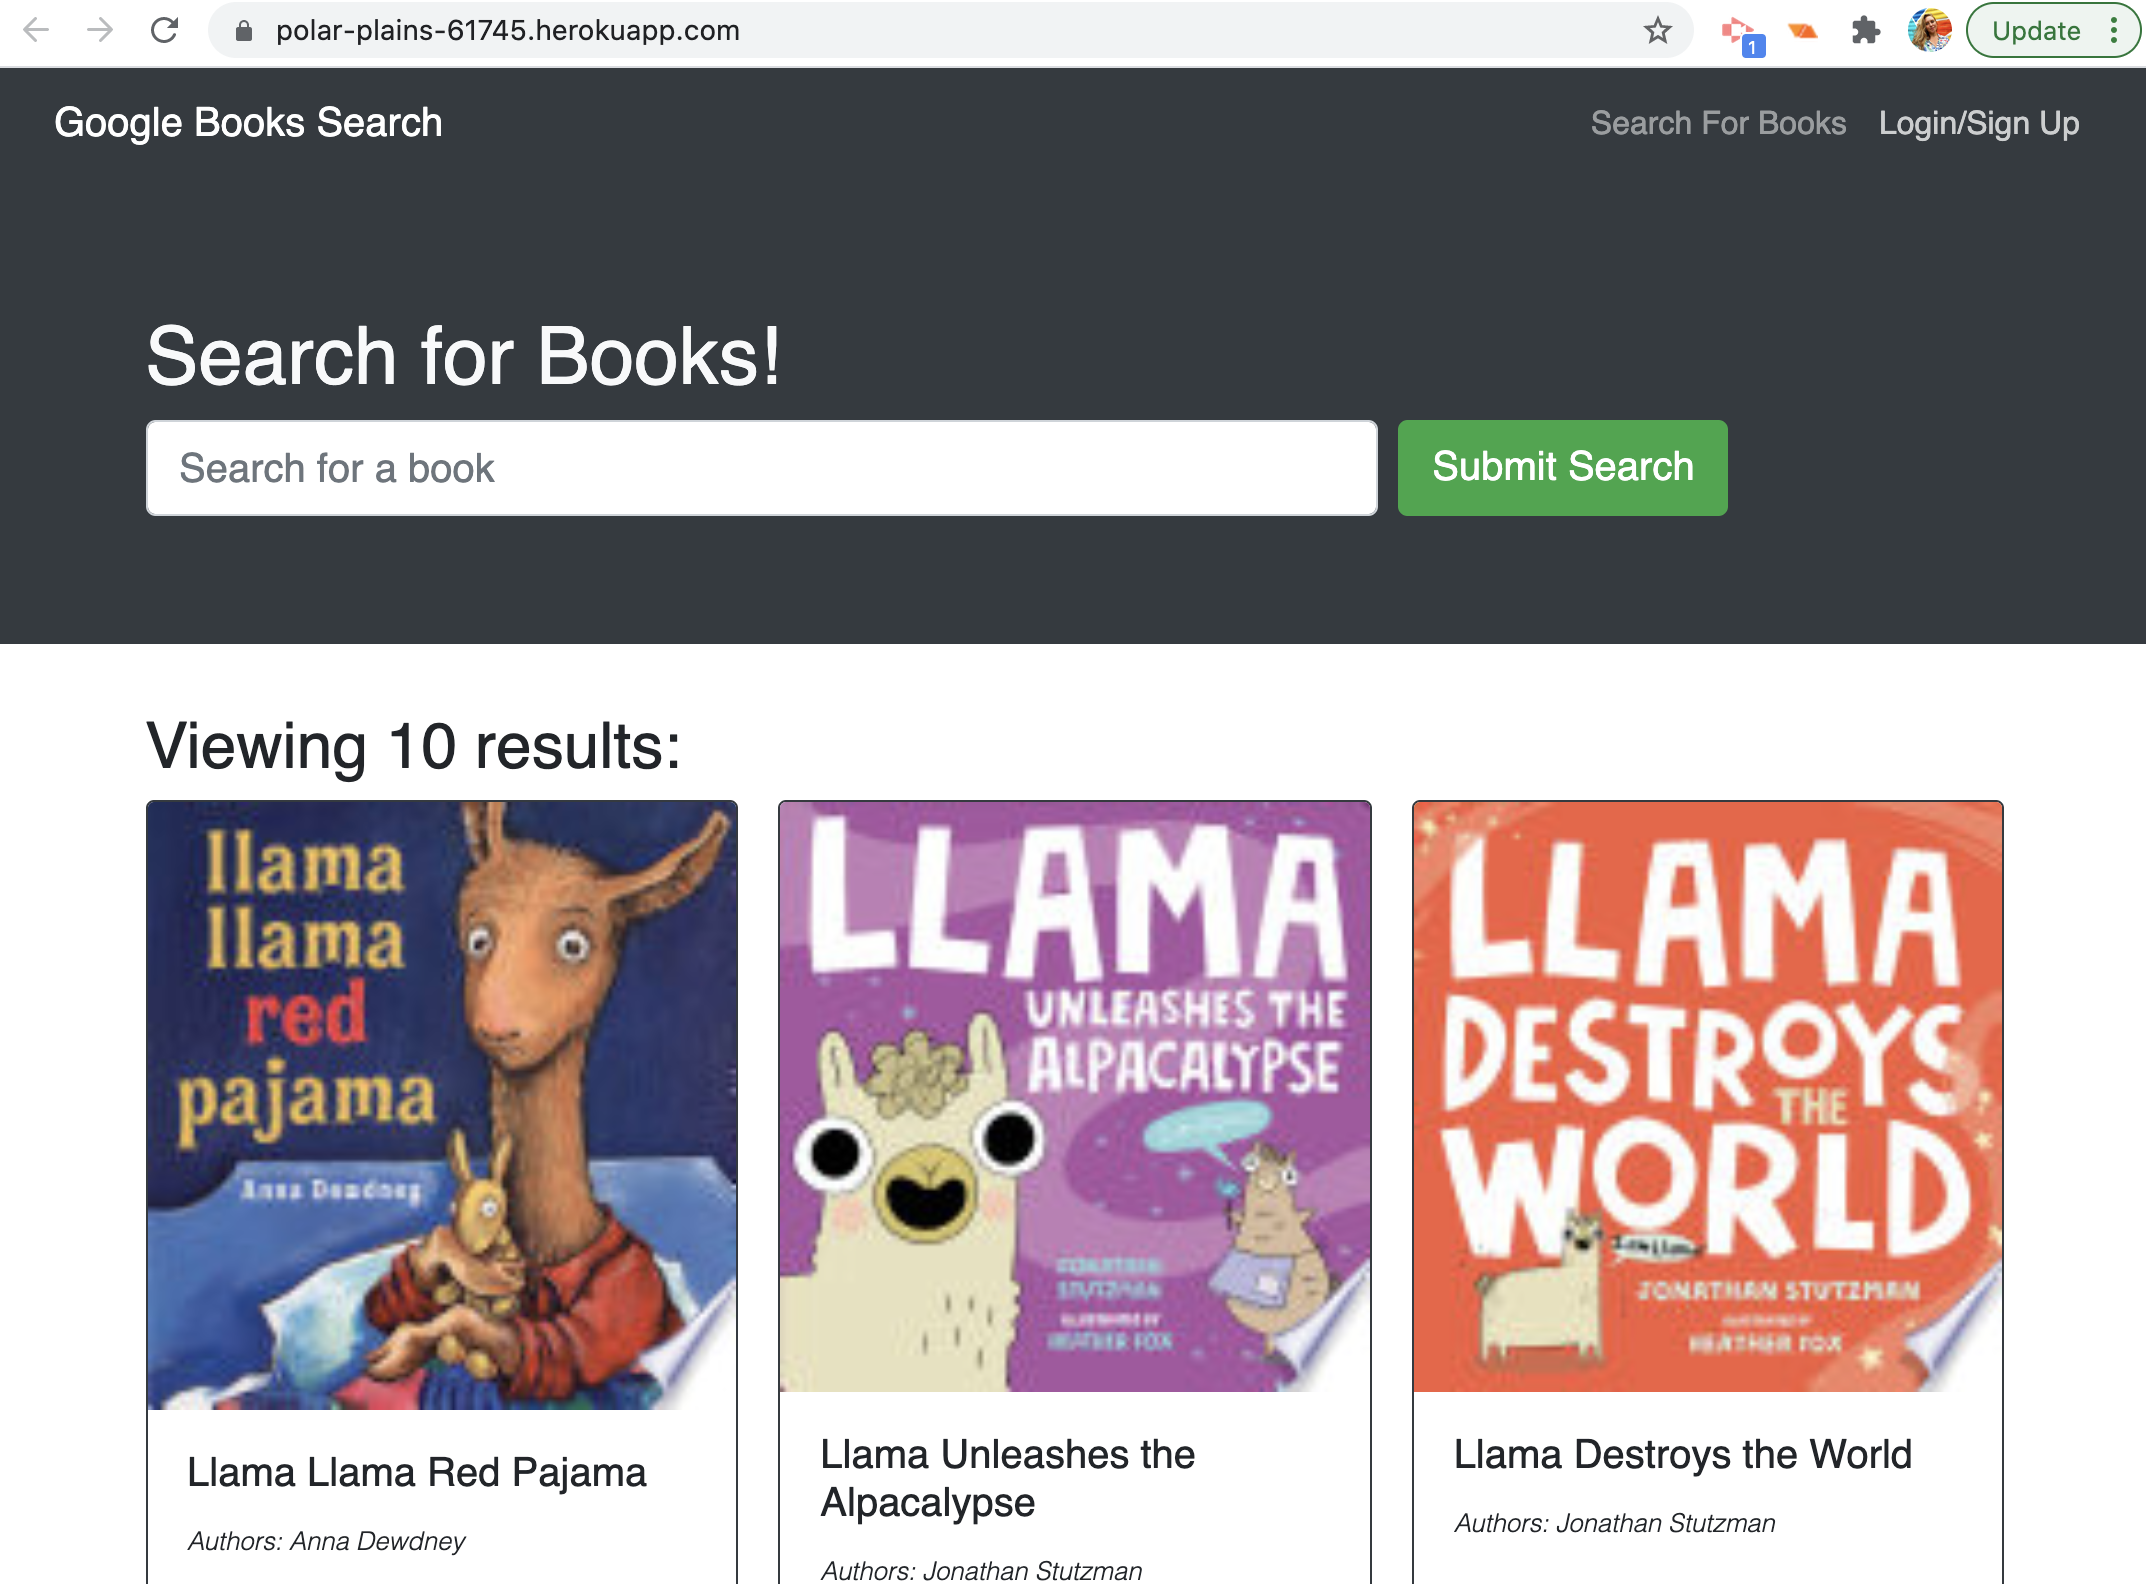 polar-plains-61745.herokuapp.com
1
Update
Google Books Search
Search For Books
Login/Sign Up
Search for Books!
Search for a book
Submit Search
Viewing 10 results:
llama
llama
red
pajama
Anna Dewdney
Llama Llama Red Pajama
Authors: Anna Dewdney
LLAMA
UNLEASHES THE
ALPACALYPSE
JONATHAN
STUTZMAN
ILLUSTRATED BY
HEATHER FOX
Llama Unleashes the
Alpacalypse
Authors: Jonathan Stutzman
LLAMA
DESTROYS
THE
WORLD
JONATHAN STUTZMAN
ILLUSTRATED BY
HEATHER FOX
Llama Destroys the World
Authors: Jonathan Stutzman